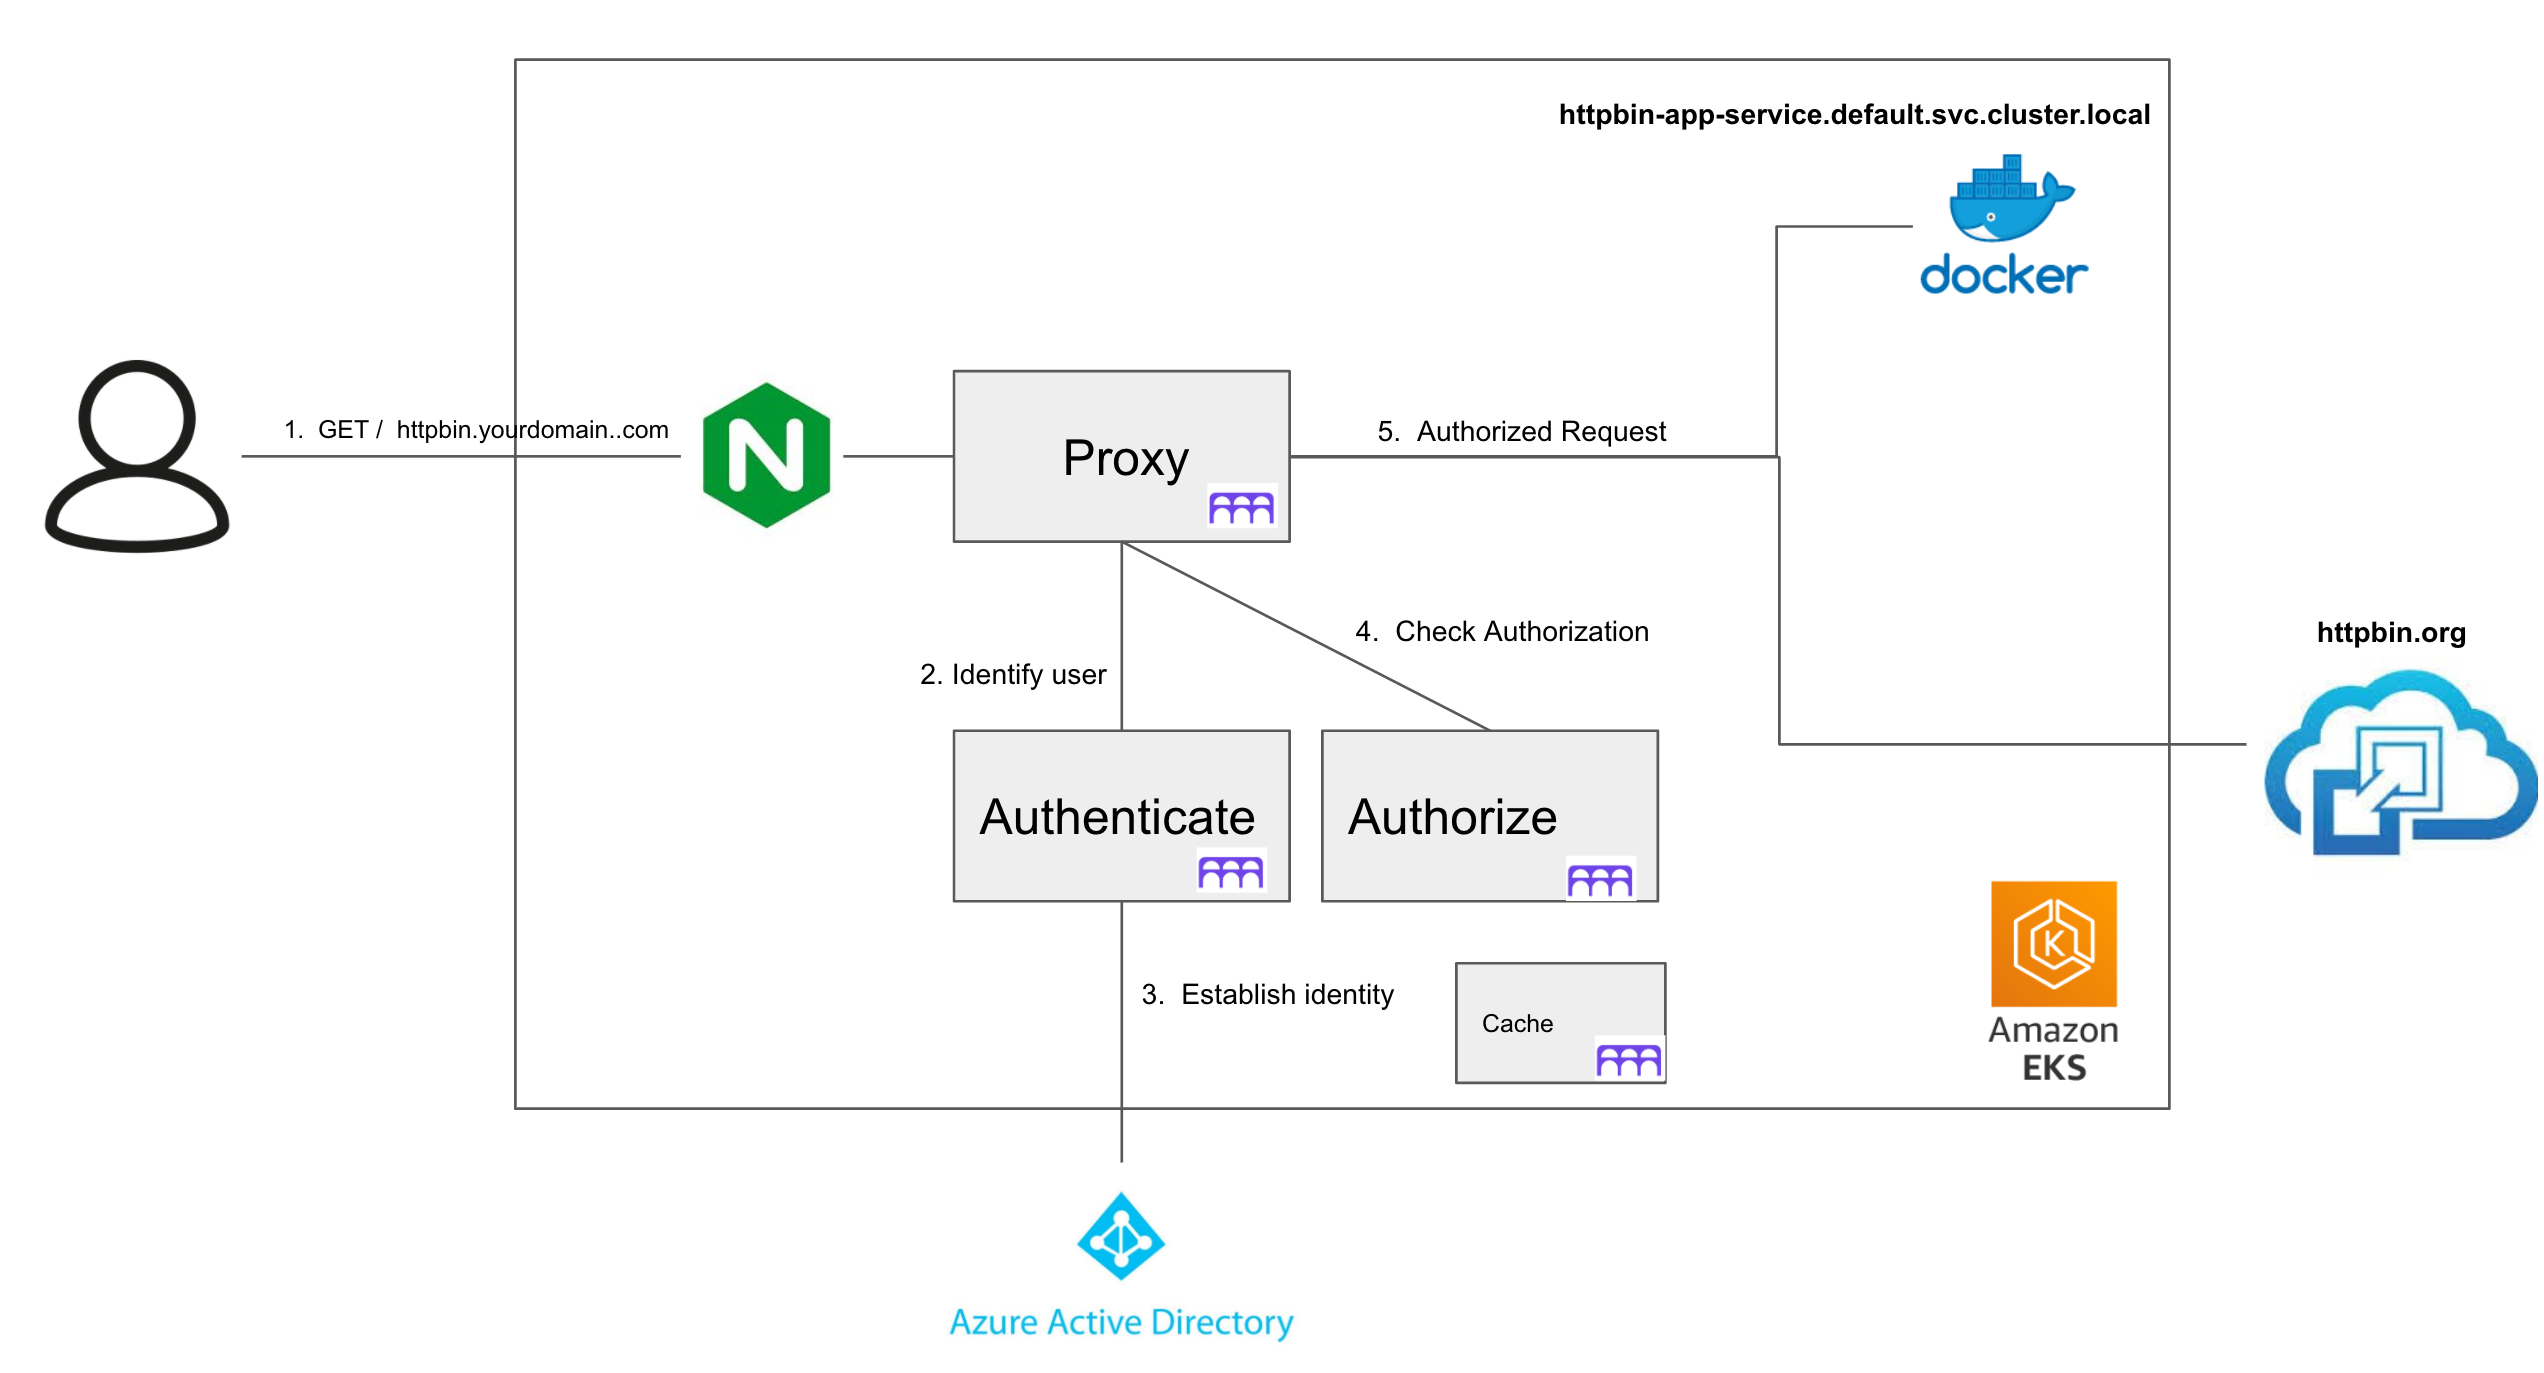 httpbin-app-service.default.svc.cluster.local
docker
1. GET / httpbin.yourdomain..com
N
Proxy
5. Authorized Request
4. Check Authorization
httpbin.org
2. Identify user
Authenticate
Authorize
3. Establish identity
Cache
K
Amazon
EKS
Azure Active Directory